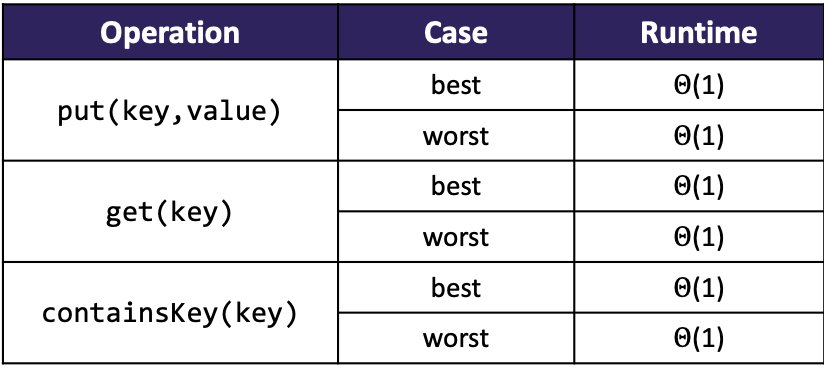 Operation Case Runtime
put(key,value) best Θ(1)
worst Θ(1)
get(key) best Θ(1)
worst Θ(1)
containsKey(key) best Θ(1)
worst Θ(1)